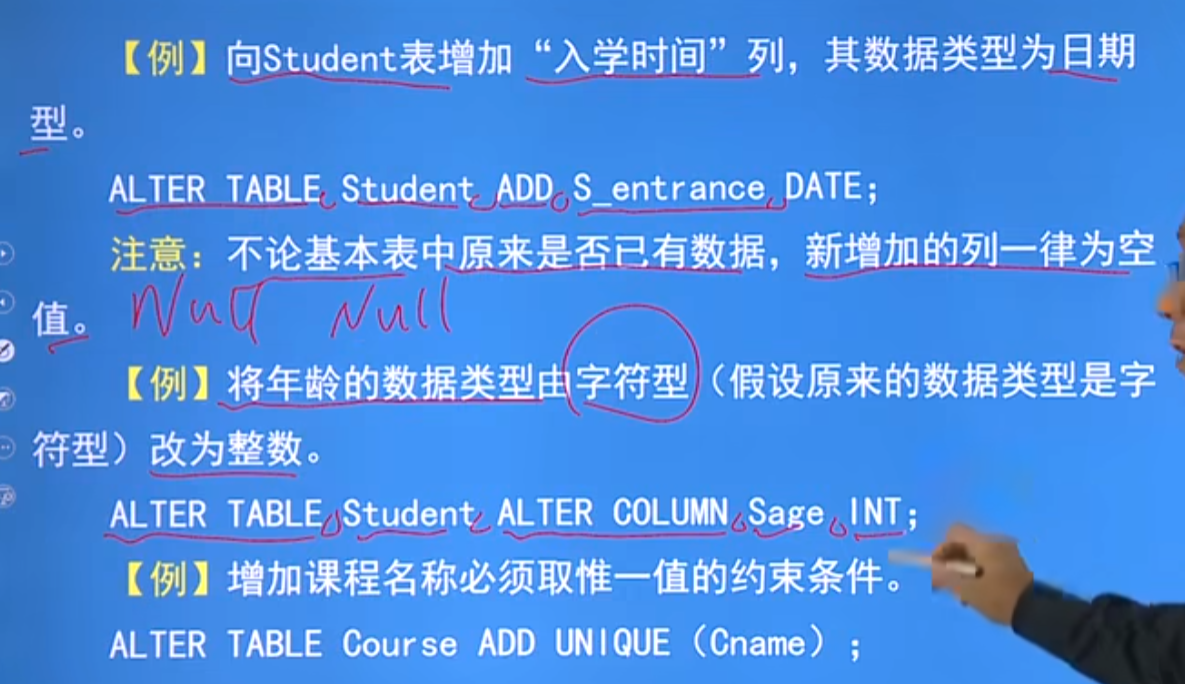 【例】向Student表增加“入学时间”列，其数据类型为日期
型。
ALTER TABLE Student ADD S_entrance DATE；
注意：不论基本表中原来是否已有数据，新增加的列一律为空
值。 Null Null
【例】将年龄的数据类型由字符型（假设原来的数据类型是字
符型）改为整数。
ALTER TABLE Student ALTER COLUMN Sage INT；
【例】增加课程名称必须取惟一值的约束条件。
ALTER TABLE Course ADD UNIQUE（Cname）；